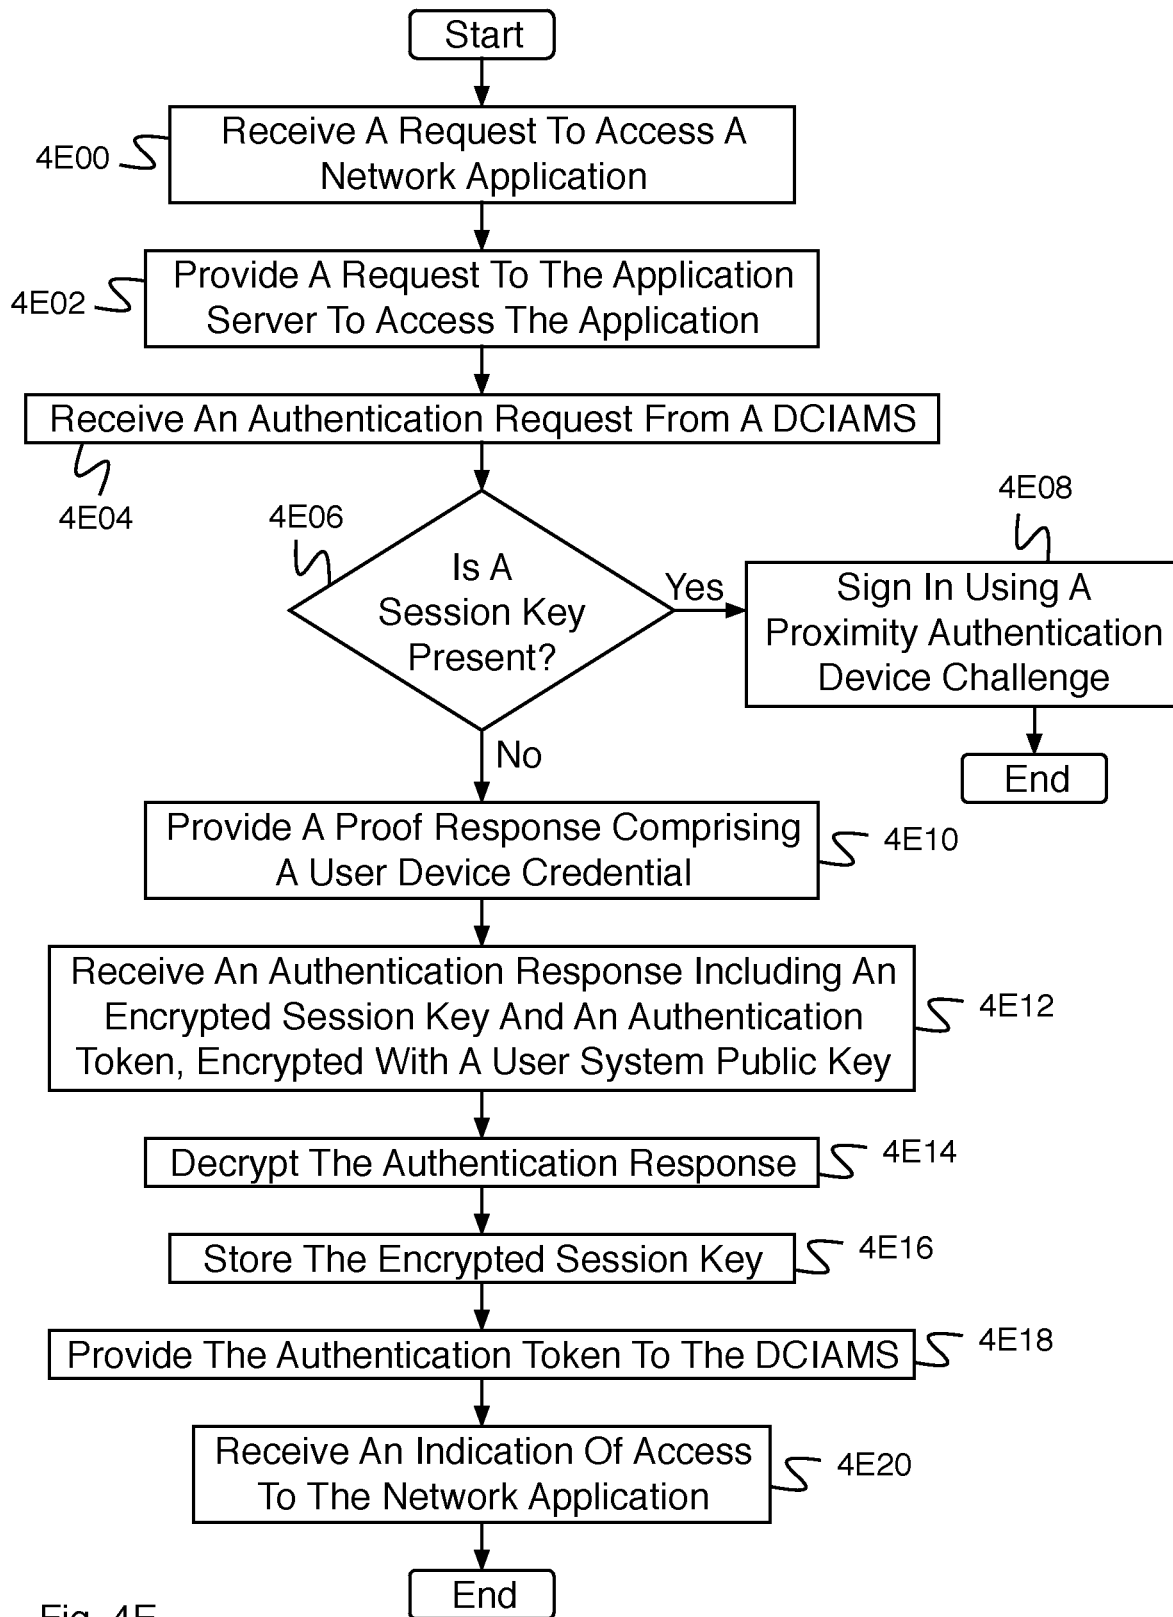 Start
Receive A Request To Access A
Network Application
4E00
Provide A Request To The Application
Server To Access The Application
4E02
Receive An Authentication Request From A DCIAMS
4E04
4E06
Is A
Session Key
Present?
Yes
4E08
Sign In Using A
Proximity Authentication
Device Challenge
End
No
Provide A Proof Response Comprising
A User Device Credential
4E10
Receive An Authentication Response Including An
Encrypted Session Key And An Authentication
Token, Encrypted With A User System Public Key
4E12
Decrypt The Authentication Response
4E14
Store The Encrypted Session Key
4E16
Provide The Authentication Token To The DCIAMS
4E18
Receive An Indication Of Access
To The Network Application
4E20
End
Fig. 4E